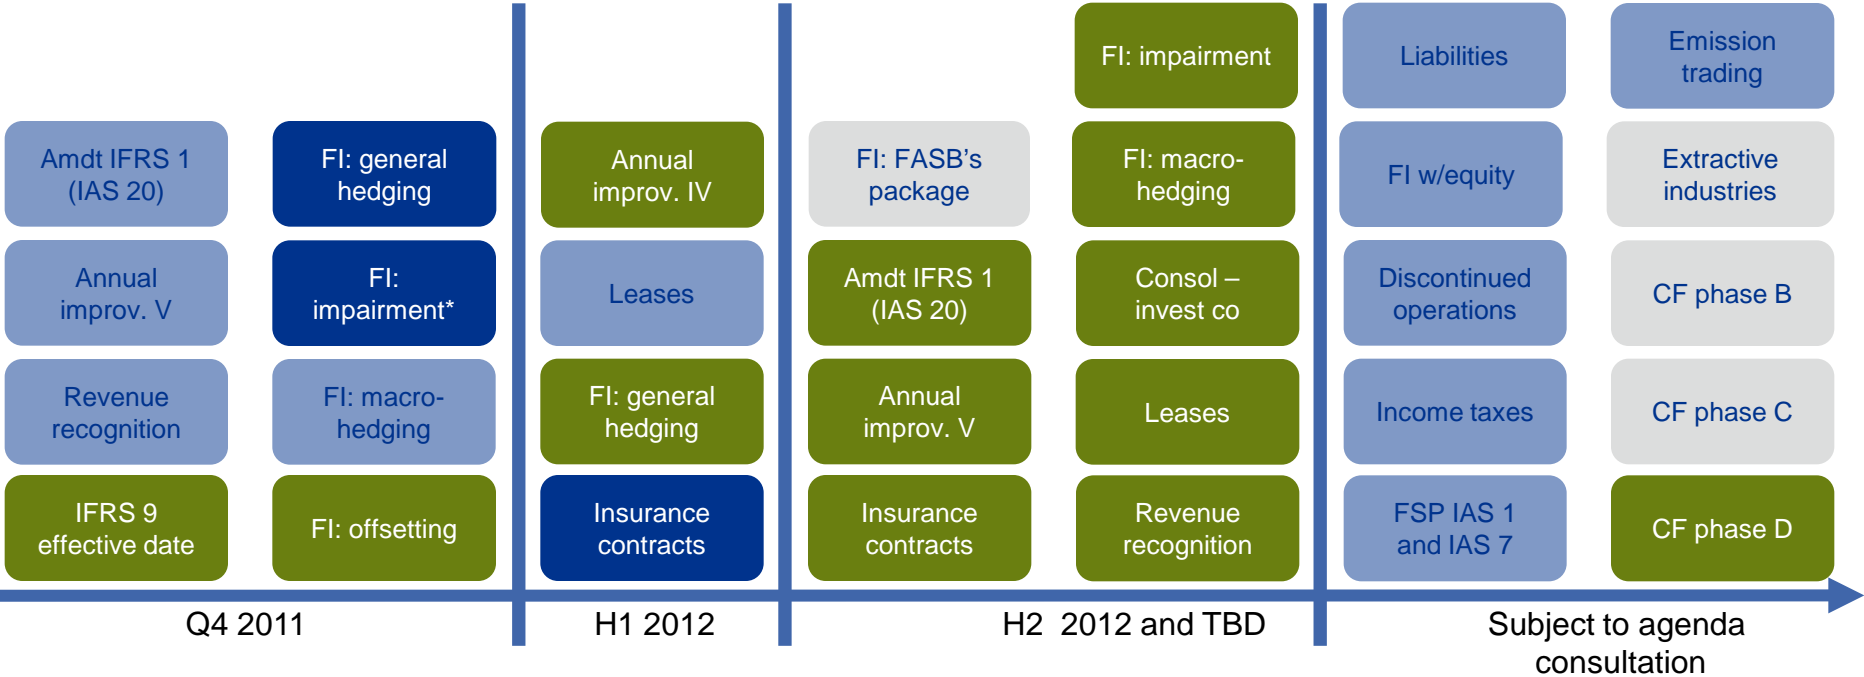 Amdt IFRS 1
(IAS 20)
Annual
improv. V
Revenue
recognition
IFRS 9
effective date
FI: general
hedging
FI:
impairment*
FI: macro-
hedging
FI: offsetting
Annual
improv. IV
Leases
FI: general
hedging
Insurance
contracts
FI: FASB’s
package
Amdt IFRS 1
(IAS 20)
Annual
improv. V
Insurance
contracts
FI: impairment
FI: macro-
hedging
Consol –
invest co
Leases
Revenue
recognition
Liabilities
FI w/equity
Discontinued
operations
Income taxes
FSP IAS 1
and IAS 7
Emission
trading
Extractive
industries
CF phase B
CF phase C
CF phase D
Q4 2011
H1 2012
H2 2012 and TBD
Subject to agenda
consultation